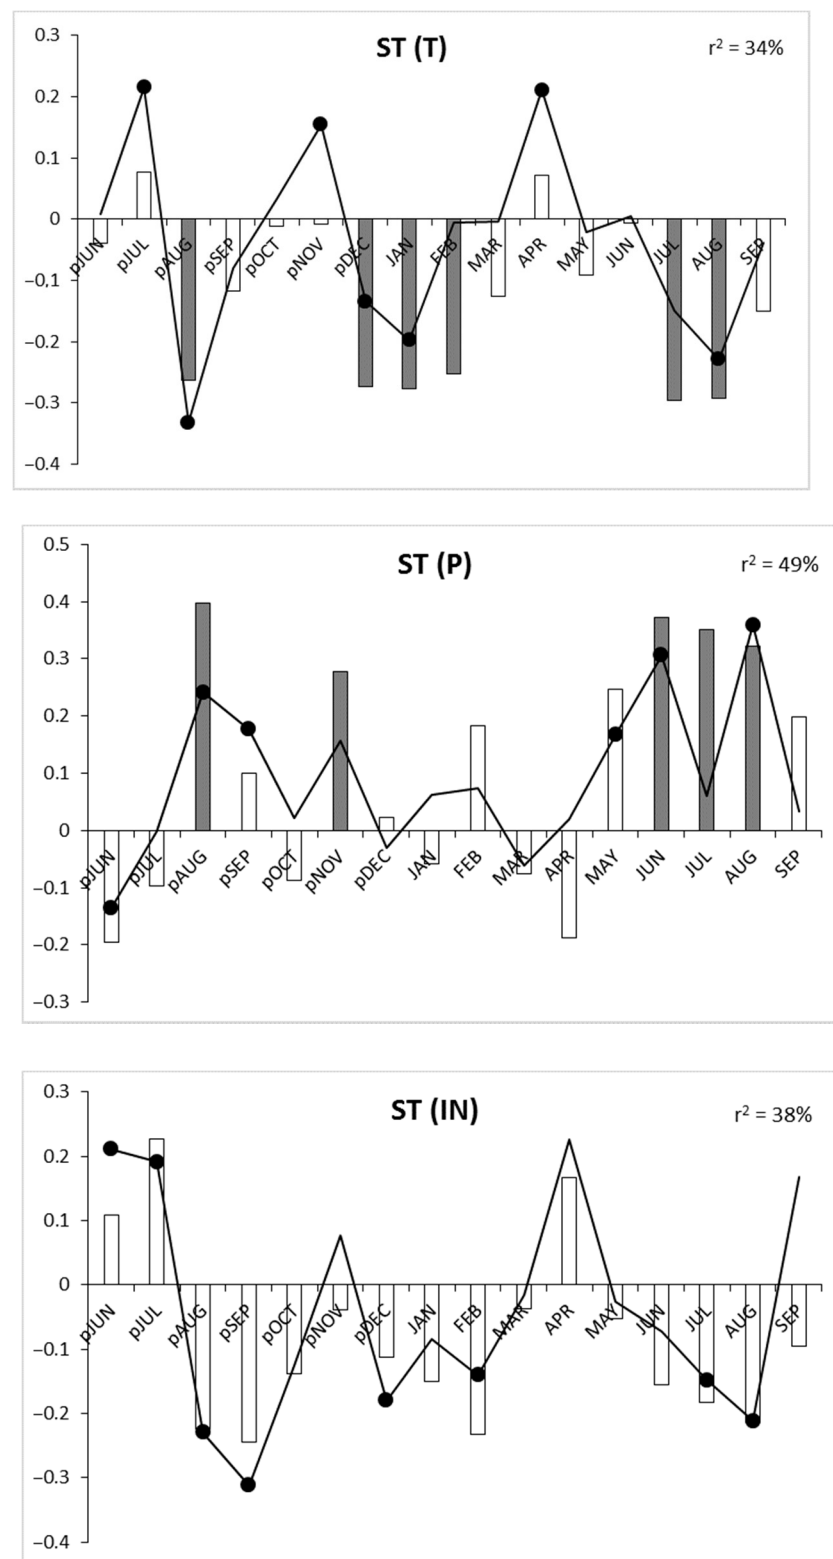 ST (T)
r² = 34%
0.3
0.2
0.1
0
−0.1
−0.2
−0.3
−0.4
pJUN pJUL pAUG pSEP pOCT pNOV pDEC JAN FEB MAR APR MAY JUN JUL AUG SEP
ST (P)
r² = 49%
0.5
0.4
0.3
0.2
0.1
0
−0.1
−0.2
−0.3
pJUN pJUL pAUG pSEP pOCT pNOV pDEC JAN FEB MAR APR MAY JUN JUL AUG SEP
ST (IN)
r² = 38%
0.3
0.2
0.1
0
−0.1
−0.2
−0.3
−0.4
pJUN pJUL pAUG pSEP pOCT pNOV pDEC JAN FEB MAR APR MAY JUN JUL AUG SEP